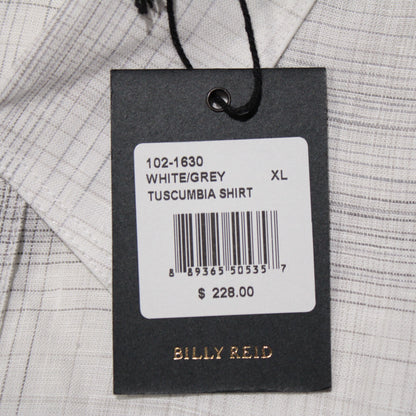 102-1630
WHITE/GREY XL
TUSCUMBIA SHIRT
8 89365 50535 7
$ 228.00
BILLY REID